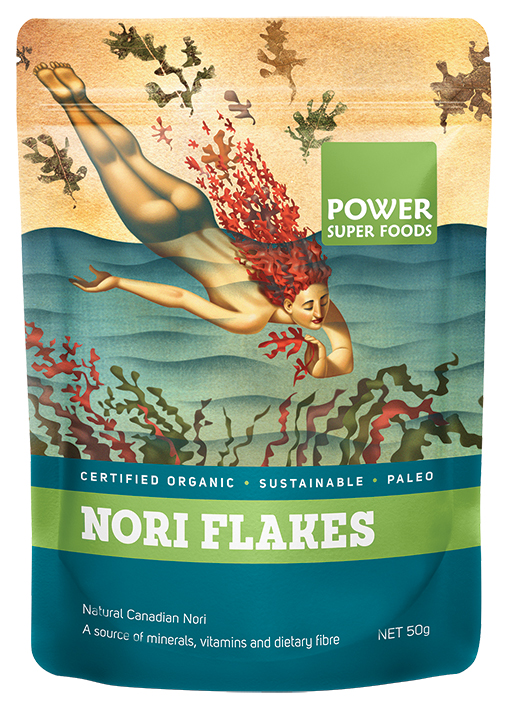 POWER
SUPER FOODS
CERTIFIED ORGANIC • SUSTAINABLE • PALEO
NORI FLAKES
Natural Canadian Nori
A source of minerals, vitamins and dietary fibre
NET 50g